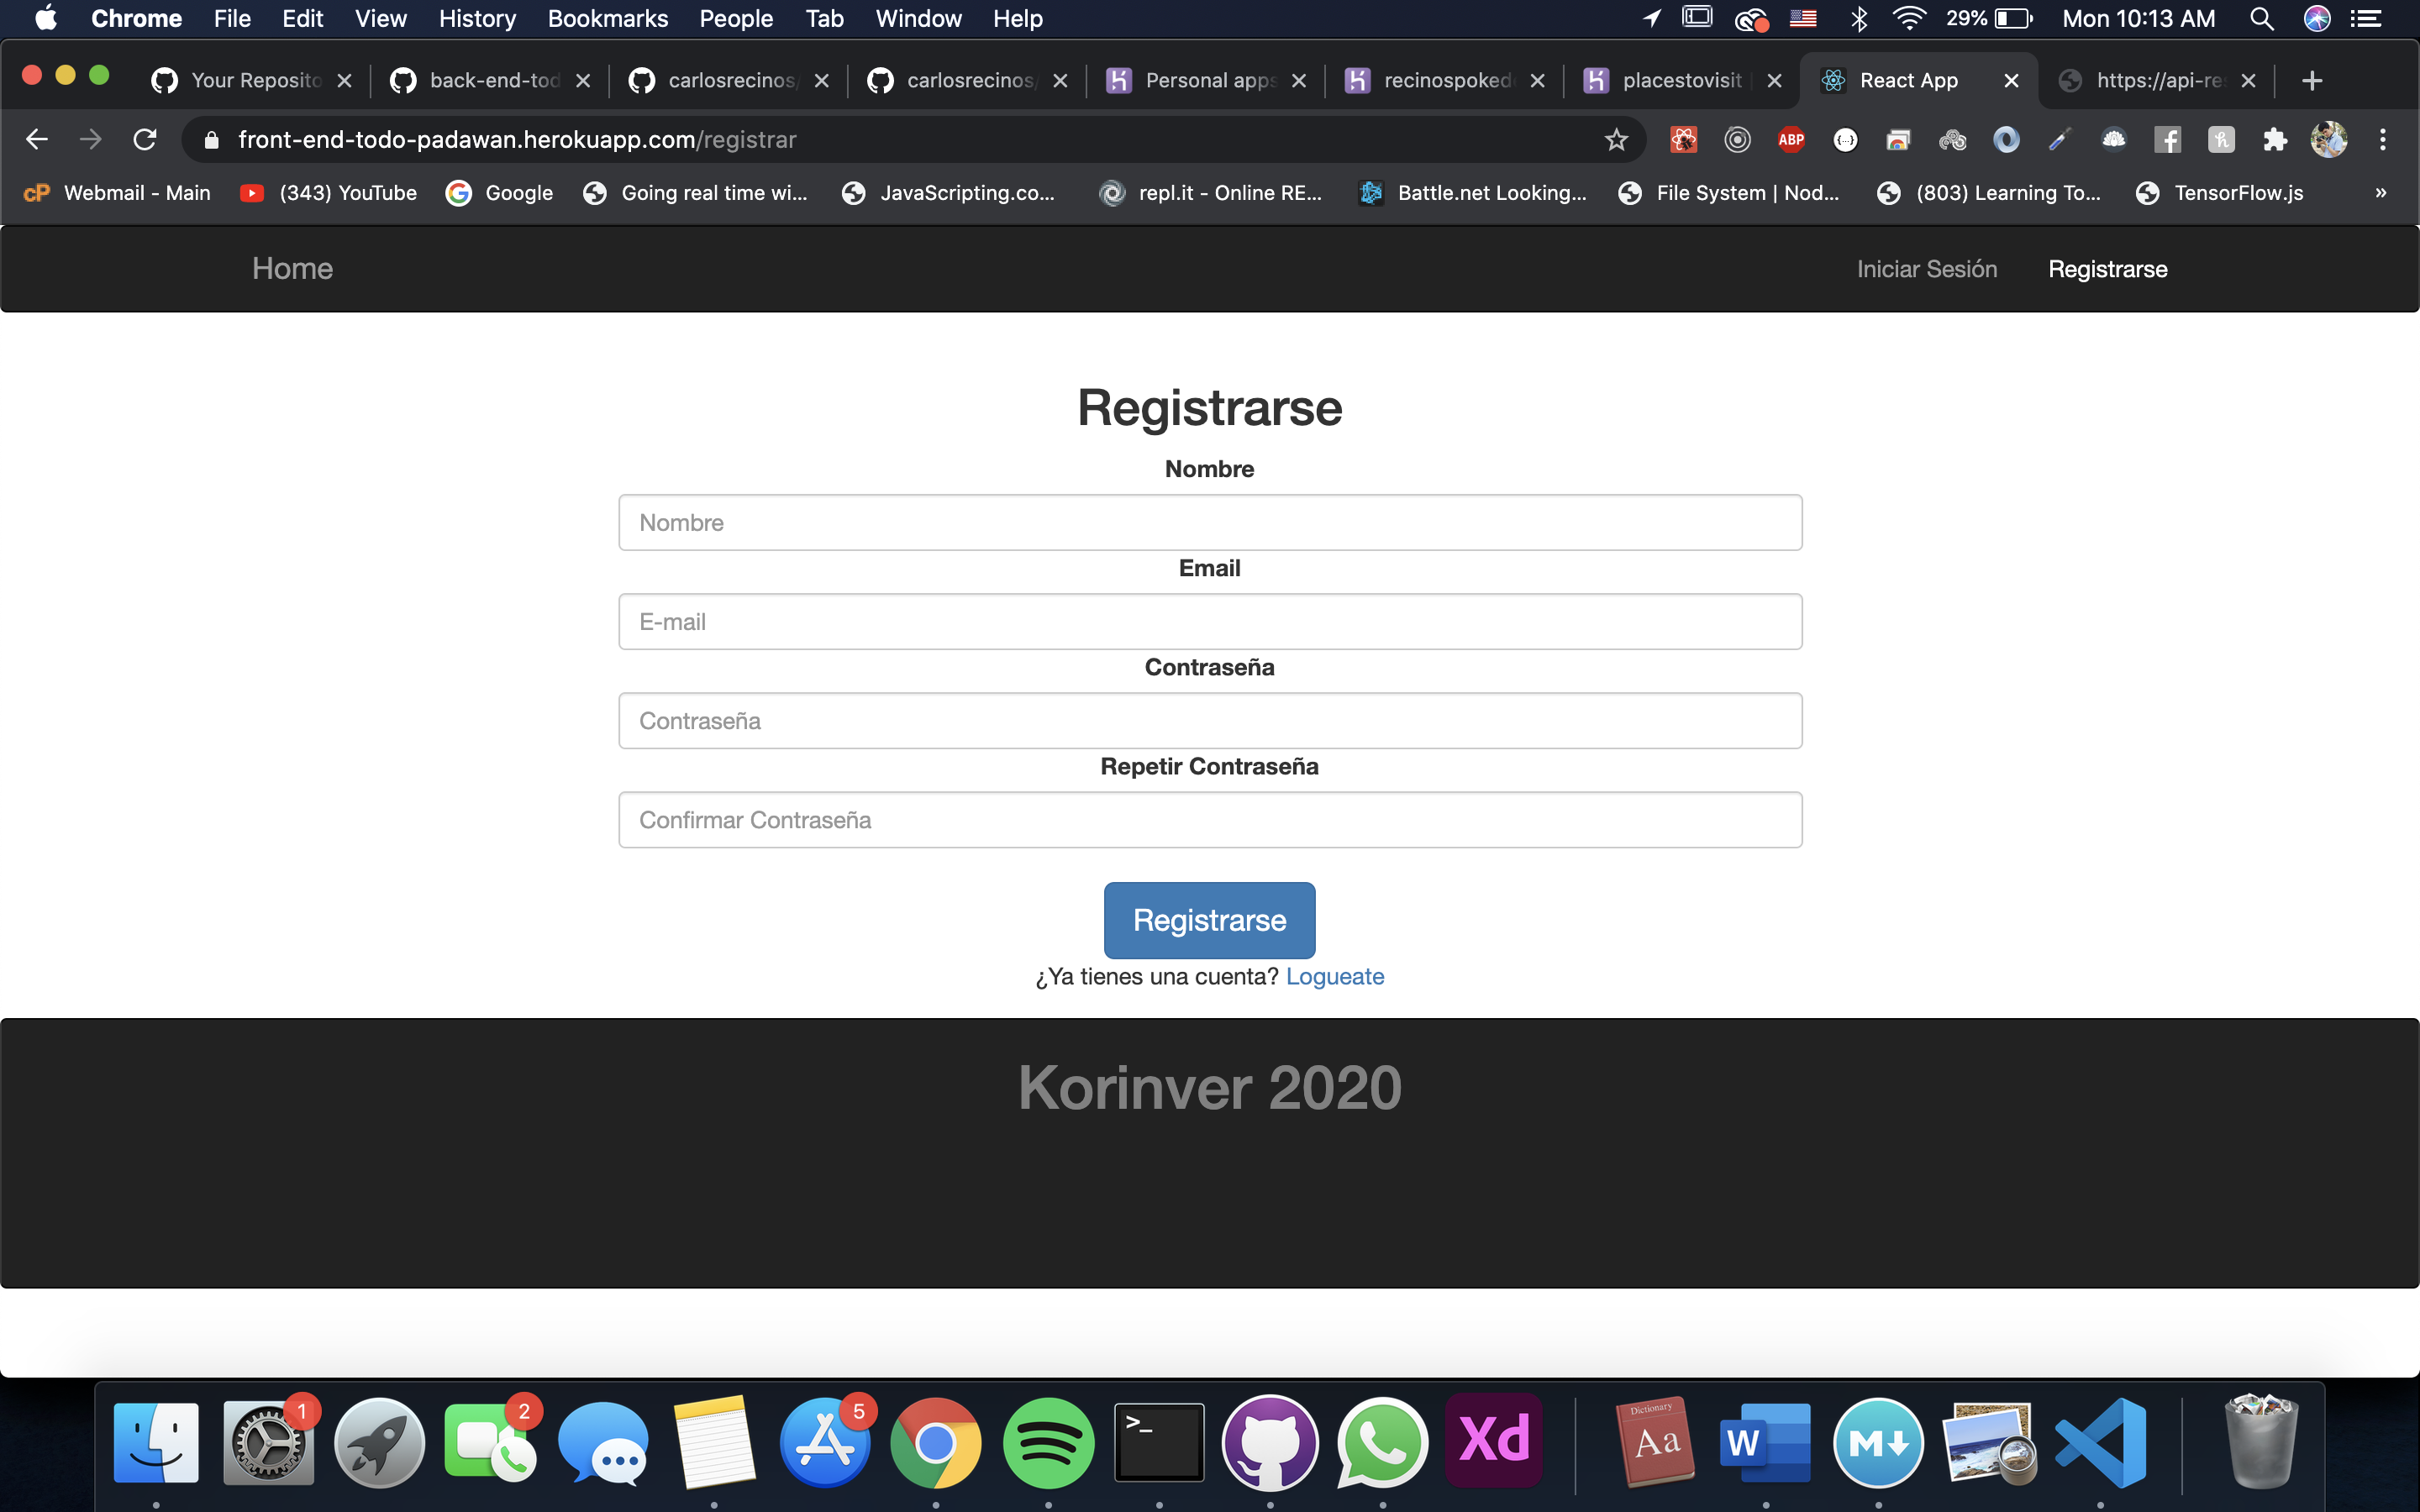 Chrome File Edit View History Bookmarks People Tab Window Help 29% Mon 10:13 AM
Your Reposito back-end-tod carlosrecinos/ carlosrecinos/ Personal apps recinospoked placestovisit React App https://api-re
front-end-todo-padawan.herokuapp.com/registrar ABP
cP Webmail - Main (343) YouTube Google Going real time wi... JavaScripting.co... repl.it - Online RE... Battle.net Looking... File System | Nod... (803) Learning To... TensorFlow.js »
Home Iniciar Sesión Registrarse
Registrarse
Nombre
Nombre
Email
E-mail
Contraseña
Contraseña
Repetir Contraseña
Confirmar Contraseña
Registrarse
¿Ya tienes una cuenta? Logueate
Korinver 2020
1 2 5
>_ Xd Dictionary Aa W M